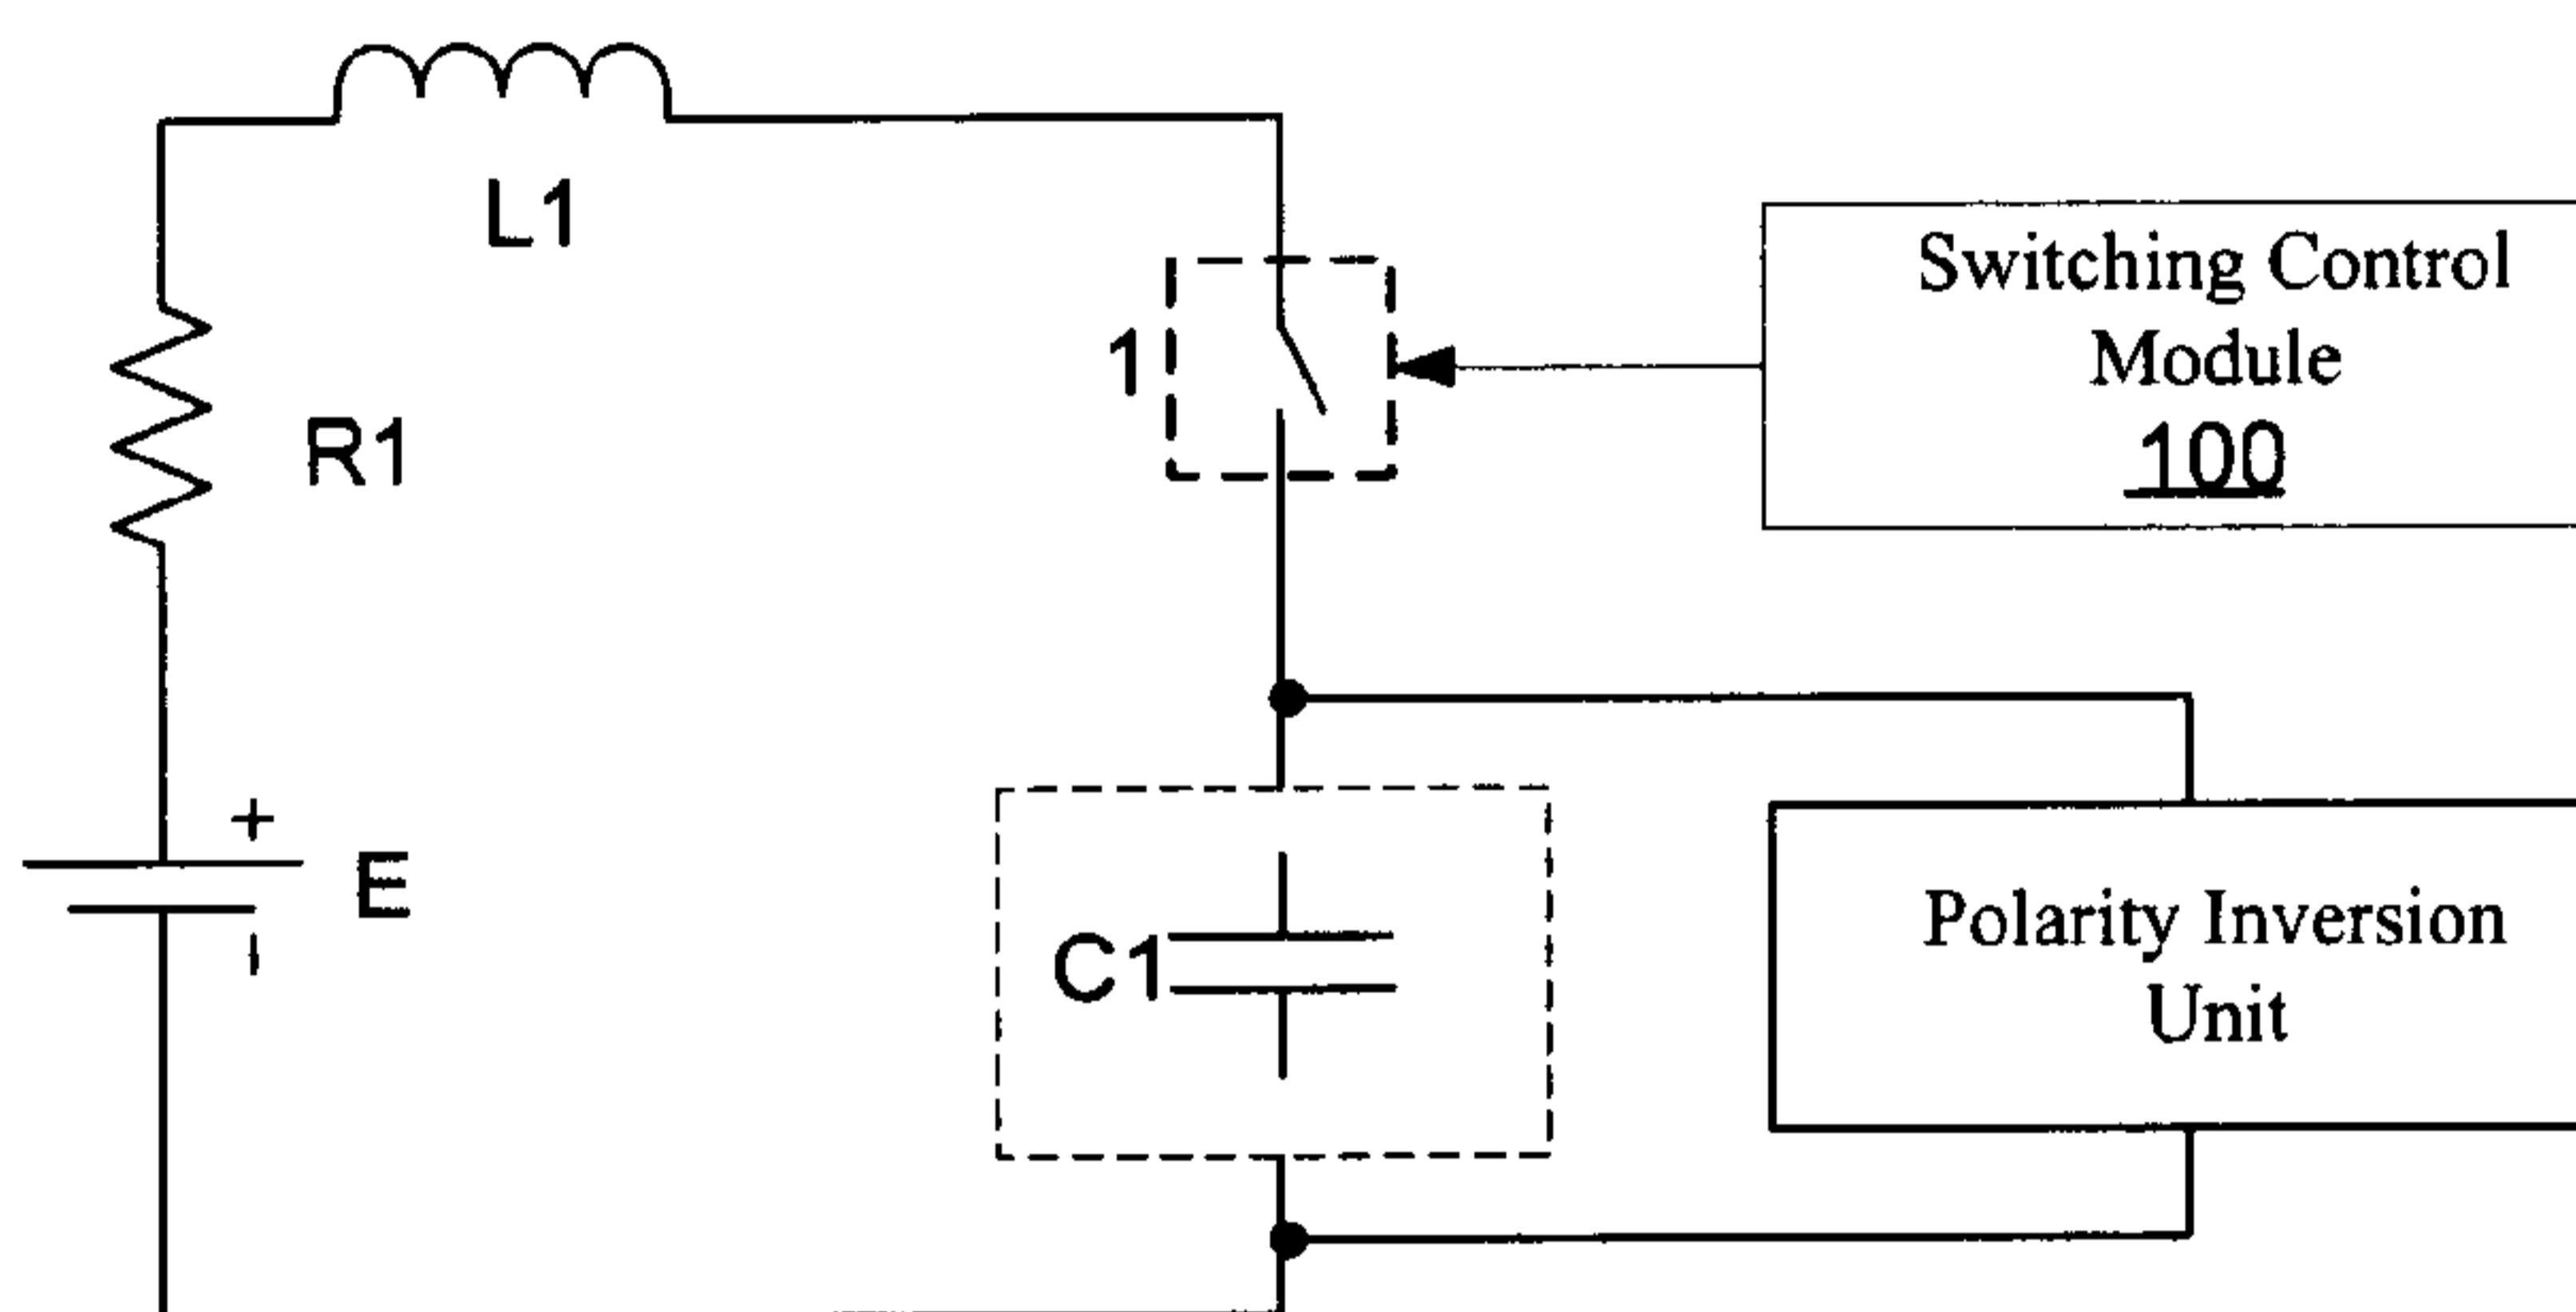 L1
Switching Control
Module
100
1
R1
+
E
-
C1
Polarity Inversion
Unit